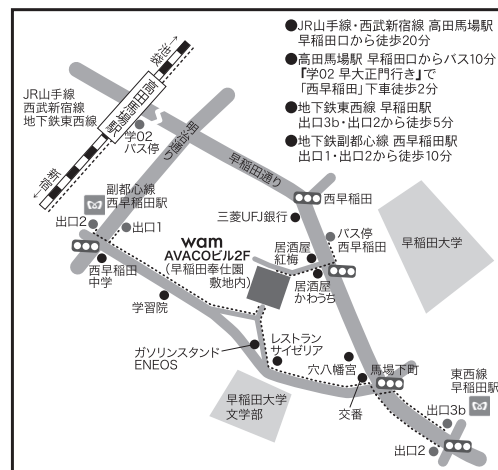 ●JR山手線・西武新宿線 高田馬場駅
早稲田口から徒歩20分
●高田馬場駅 早稲田口からバス10分
『学02 早大正門行き』で
「西早稲田」下車徒歩2分
●地下鉄東西線 早稲田駅
出口3b・出口2から徒歩5分
●地下鉄副都心線 西早稲田駅
出口1・出口2から徒歩10分
↑池袋
JR山手線
西武新宿線
地下鉄東西線
高田馬場駅
学02
バス停
明治通り
早稲田通り
新宿↓
副都心線
西早稲田駅
出口2
出口1
西早稲田
三菱UFJ銀行
バス停
西早稲田
早稲田大学
居酒屋
紅梅
居酒屋
かわうち
wam
AVACOビル2F
(早稲田奉仕園
敷地内)
西早稲田
中学
学習院
ガソリンスタンド
ENEOS
レストラン
サイゼリア
穴八幡宮
馬場下町
交番
早稲田大学
文学部
東西線
早稲田駅
出口3b
出口2